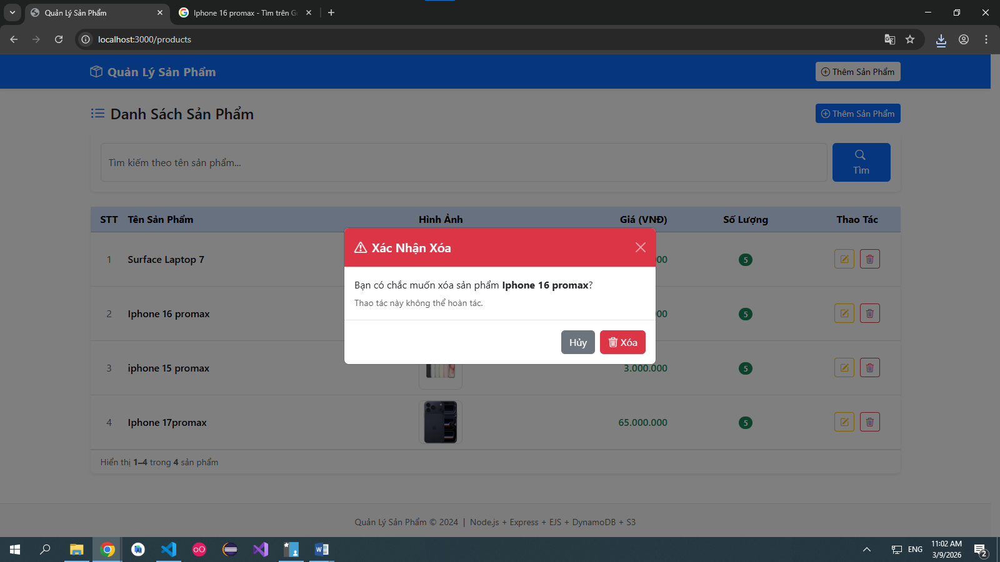 Quản Lý Sản Phẩm
Iphone 16 promax - Tìm trên G
localhost:3000/products
Quản Lý Sản Phẩm
Thêm Sản Phẩm
Danh Sách Sản Phẩm
Thêm Sản Phẩm
Tìm kiếm theo tên sản phẩm...
Tìm
STT Tên Sản Phẩm Hình Ảnh Giá (VNĐ) Số Lượng Thao Tác
1 Surface Laptop 7 00 5
2 Iphone 16 promax 00 5
3 iphone 15 promax 3.000.000 5
4 Iphone 17promax 65.000.000 5
Hiển thị 1–4 trong 4 sản phẩm
Xác Nhận Xóa
Bạn có chắc muốn xóa sản phẩm Iphone 16 promax?
Thao tác này không thể hoàn tác.
Hủy
Xóa
Quản Lý Sản Phẩm © 2024 | Node.js + Express + EJS + DynamoDB + S3
ENG
11:02 AM
3/9/2026
2